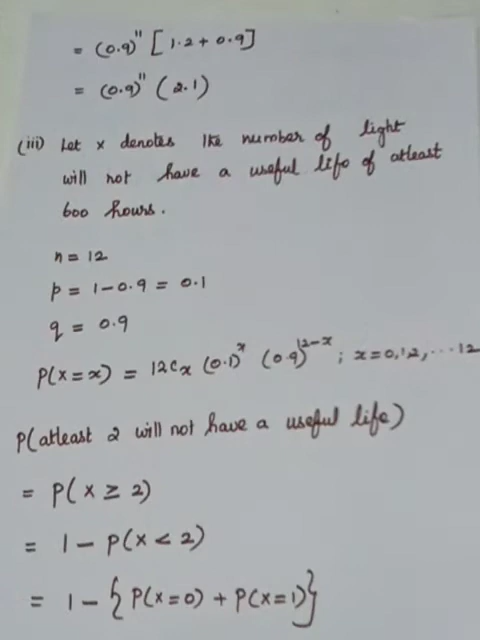 = (0.9)^11 [1.2 + 0.9]
= (0.9)^11 (2.1)
(iii) Let x denotes the number of light
will not have a useful life of atleast
600 hours.
n = 12
p = 1 - 0.9 = 0.1
q = 0.9
P(x = x) = 12Cx (0.1)^x (0.9)^12-x ; x = 0,1,2, ... 12
P(atleast 2 will not have a useful life)
= P(x ≥ 2)
= 1 - P(x < 2)
= 1 - {P(x=0) + P(x=1)}